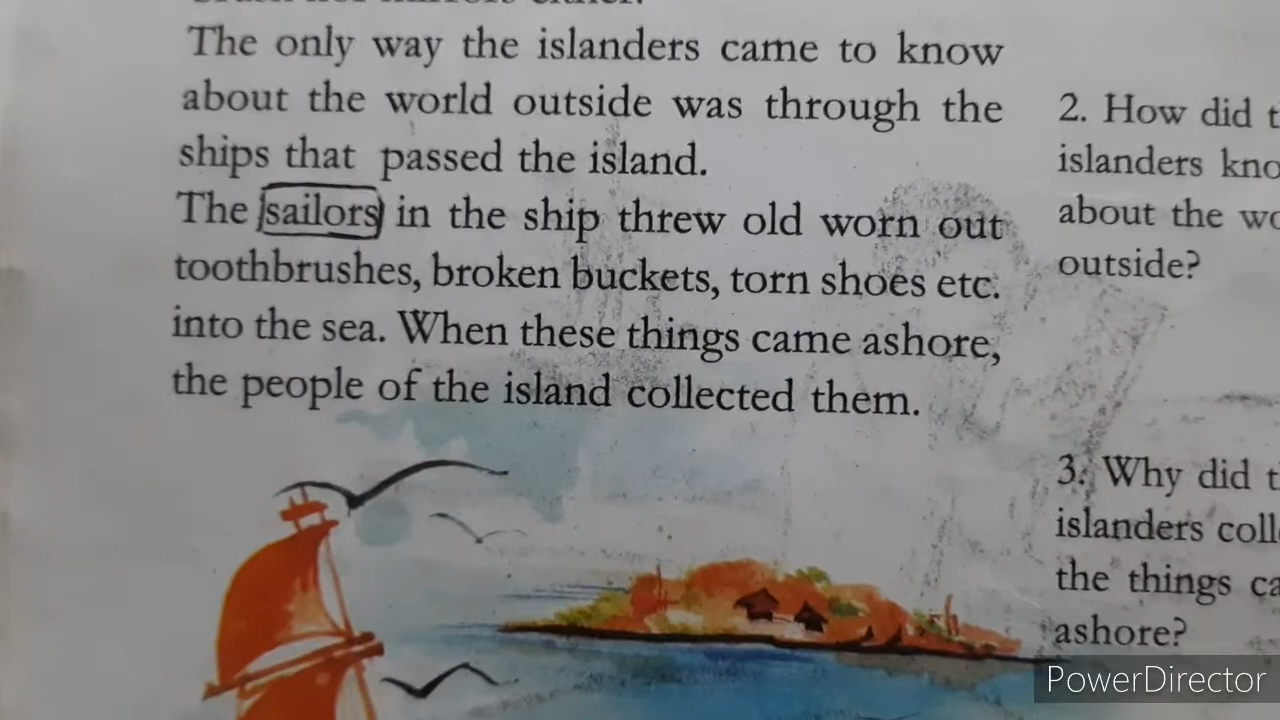 The only way the islanders came to know
about the world outside was through the
ships that passed the island.
The sailors in the ship threw old worn out
toothbrushes, broken buckets, torn shoes etc.
into the sea. When these things came ashore,
the people of the island collected them.
2. How did
islanders
about the
outside?
3. Why did
islanders
the things
ashore?
PowerDirector